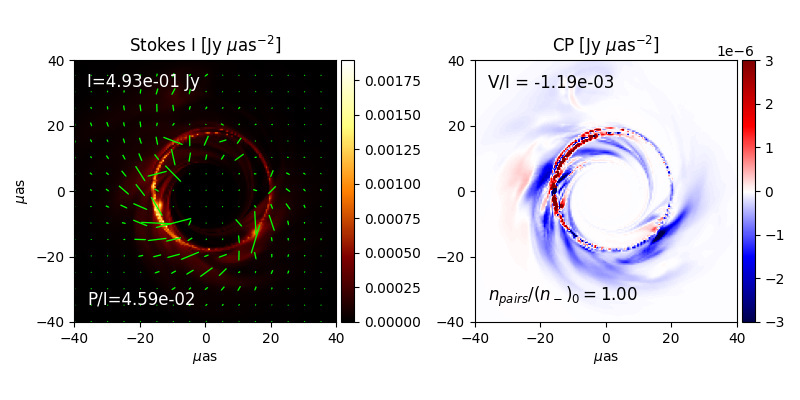 Stokes I [Jy μas⁻²]
I=4.93e-01 Jy
P/I=4.59e-02
40
20
0
−20
−40
μas
−40 −20 0 20 40
μas
0.00175
0.00150
0.00125
0.00100
0.00075
0.00050
0.00025
0.00000
CP [Jy μas⁻²]
1e-6
V/I = -1.19e-03
n_{pairs}/(n_−)_0 = 1.00
40
20
0
−20
−40
−40 −20 0 20 40
μas
3
2
1
0
−1
−2
−3